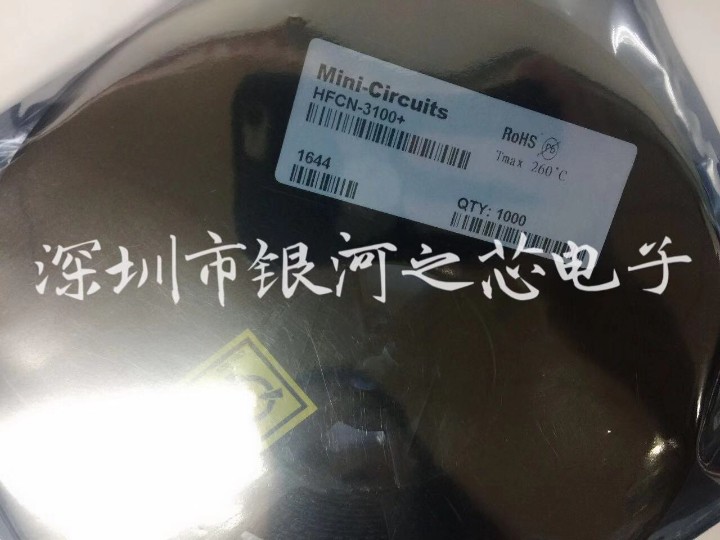 Mini-Circuits
HFCN-3100+
RoHS Pb
Tmax 260°C
1644
QTY: 1000
深圳市银河之芯电子